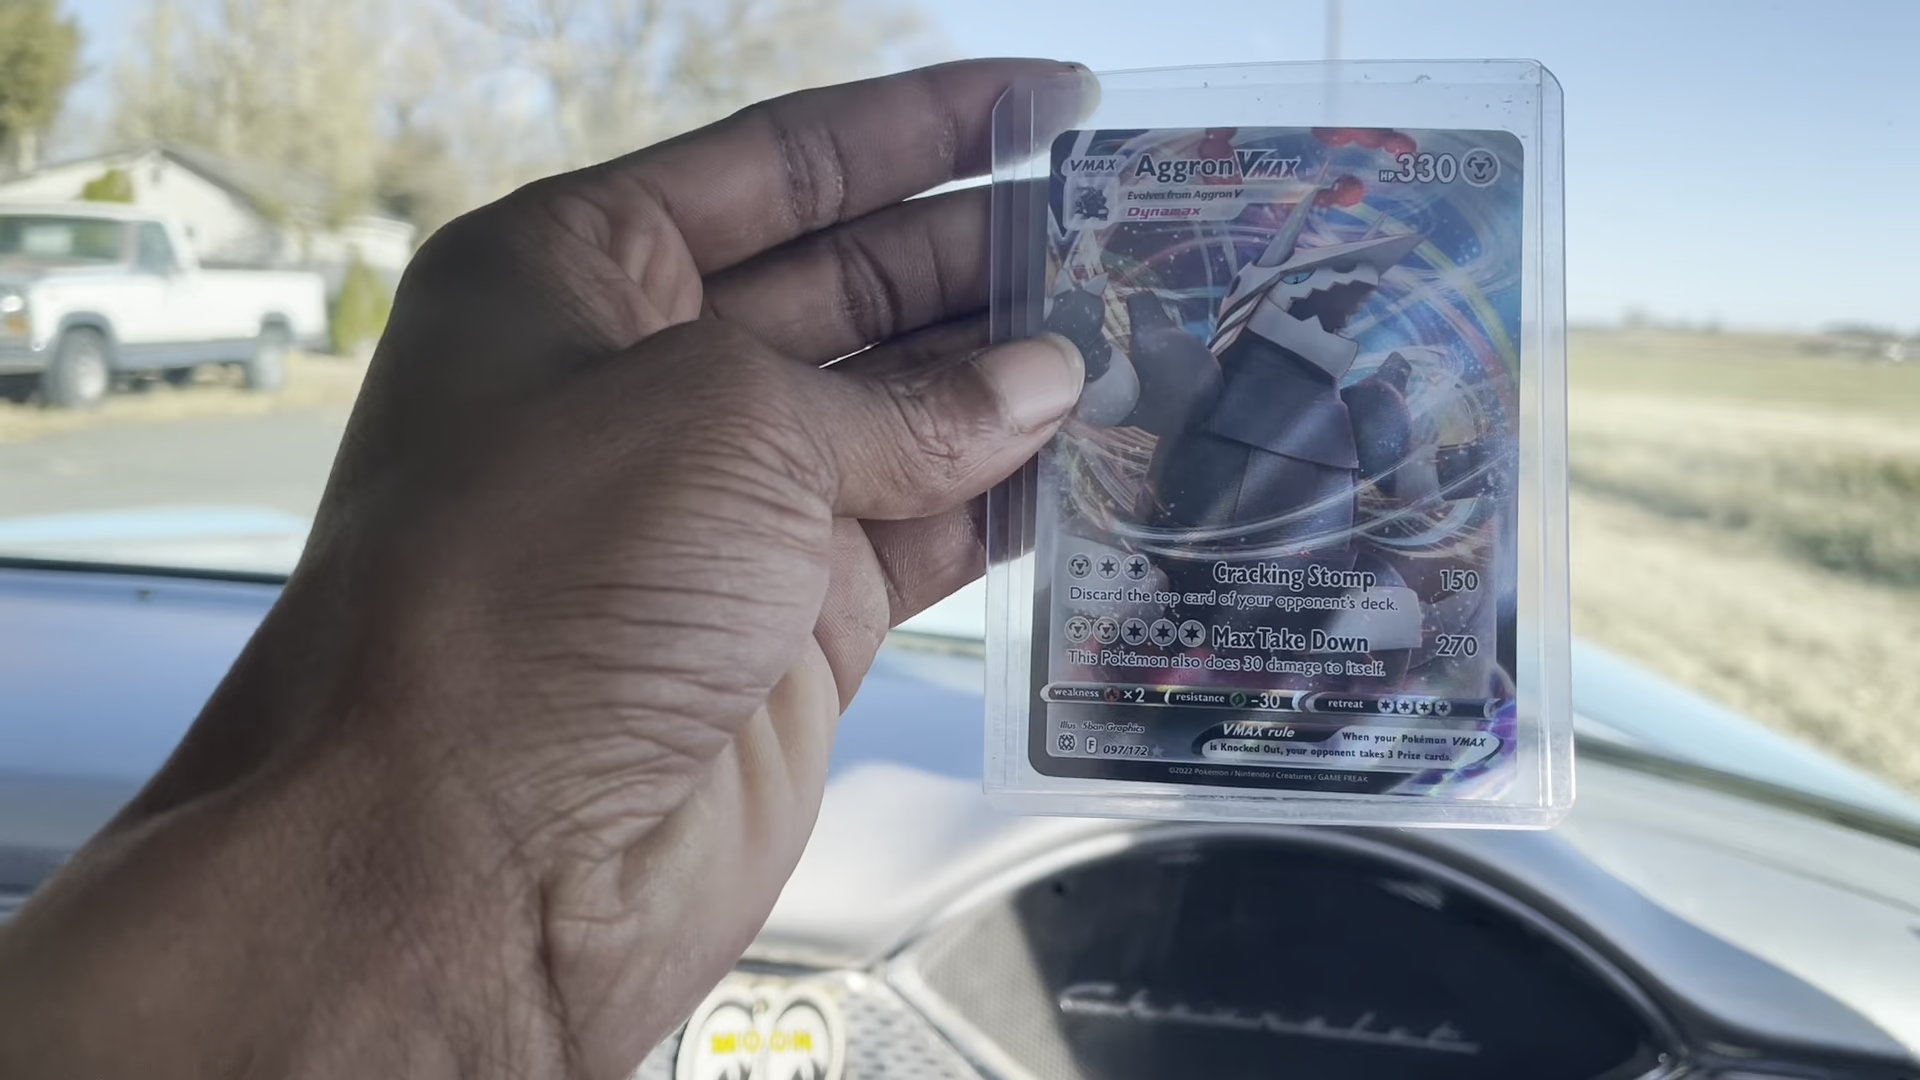 VMAX Aggron VMAX HP 330
Evolves from Aggron V
Dynamax
Cracking Stomp 150
Discard the top card of your opponent's deck.
Max Take Down 270
This Pokémon also does 30 damage to itself.
weakness ×2 resistance -30 retreat
Illus. 5ban Graphics
F 097/172
VMAX rule When your Pokémon VMAX
is Knocked Out, your opponent takes 3 Prize cards.
©2022 Pokémon / Nintendo / Creatures / GAME FREAK
MOON
Chevrolet